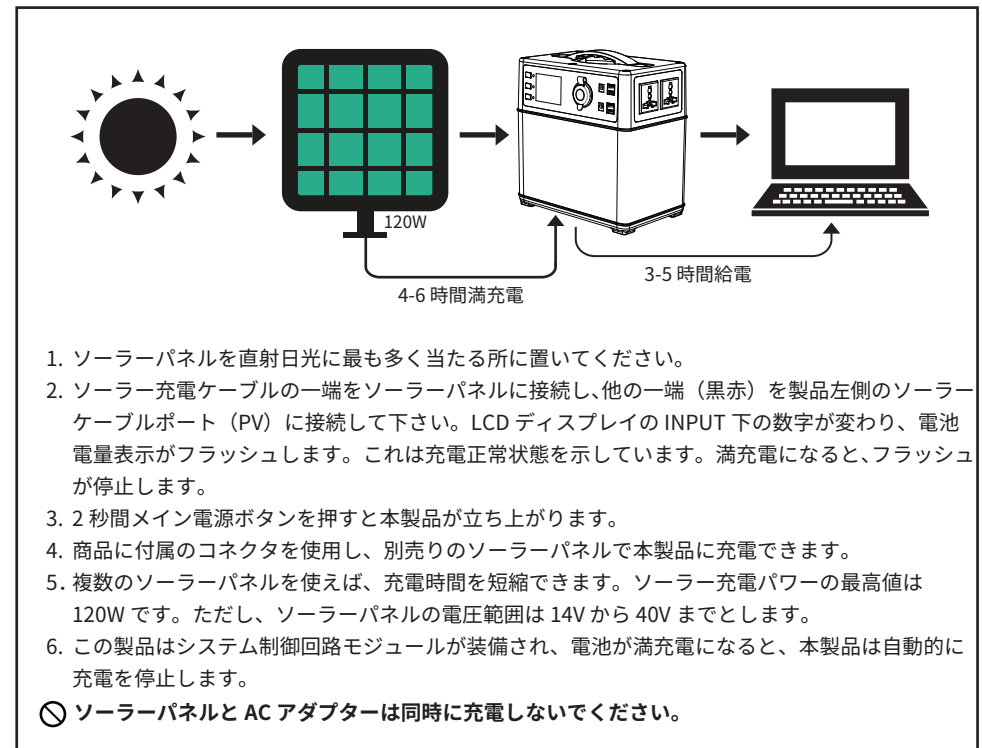 120W
4-6 時間満充電
3-5 時間給電
1. ソーラーパネルを直射日光に最も多く当たる所に置いてください。
2. ソーラー充電ケーブルの一端をソーラーパネルに接続し、他の一端（黒赤）を製品左側のソーラー
ケーブルポート（PV）に接続して下さい。LCD ディスプレイの INPUT 下の数字が変わり、電池
電量表示がフラッシュします。これは充電正常状態を示しています。満充電になると、フラッシュ
が停止します。
3. 2 秒間メイン電源ボタンを押すと本製品が立ち上がります。
4. 商品に付属のコネクタを使用し、別売りのソーラーパネルで本製品に充電できます。
5. 複数のソーラーパネルを使えば、充電時間を短縮できます。ソーラー充電パワーの最高値は
120W です。ただし、ソーラーパネルの電圧範囲は 14V から 40V までとします。
6. この製品はシステム制御回路モジュールが装備され、電池が満充電になると、本製品は自動的に
充電を停止します。
ソーラーパネルと AC アダプターは同時に充電しないでください。